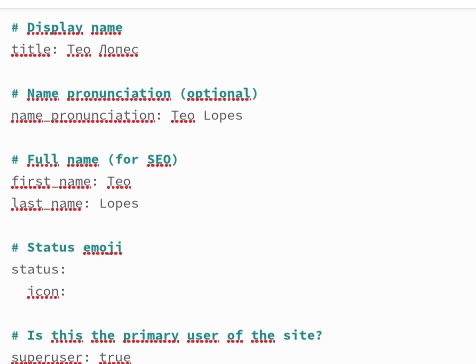 # Display name
title: Тео Лопес
# Name pronunciation (optional)
name_pronunciation: Teo Lopes
# Full name (for SEO)
first_name: Teo
last_name: Lopes
# Status emoji
status:
icon:
# Is this the primary user of the site?
superuser: true